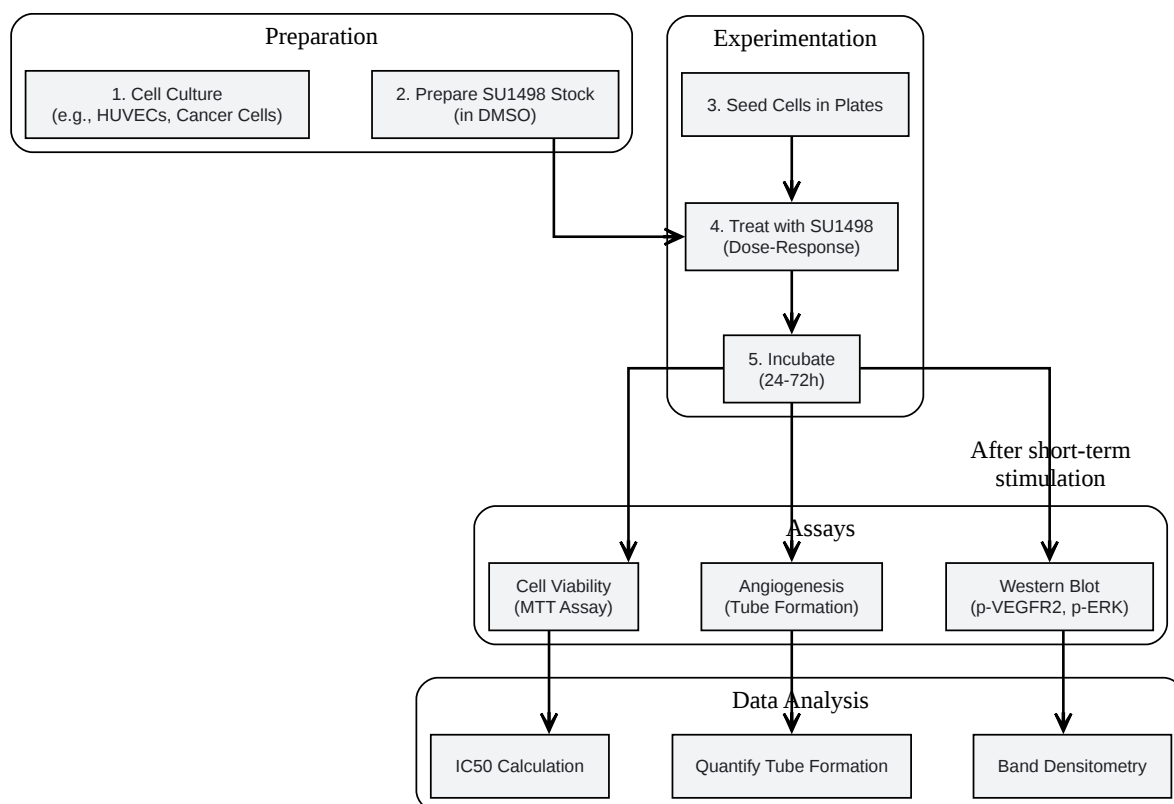 Preparation
1. Cell Culture
(e.g., HUVECs, Cancer Cells)
2. Prepare SU1498 Stock
(in DMSO)
Experimentation
3. Seed Cells in Plates
4. Treat with SU1498
(Dose-Response)
5. Incubate
(24-72h)
After short-term
stimulation
Assays
Cell Viability
(MTT Assay)
Angiogenesis
(Tube Formation)
Western Blot
(p-VEGFR2, p-ERK)
Data Analysis
IC50 Calculation
Quantify Tube Formation
Band Densitometry